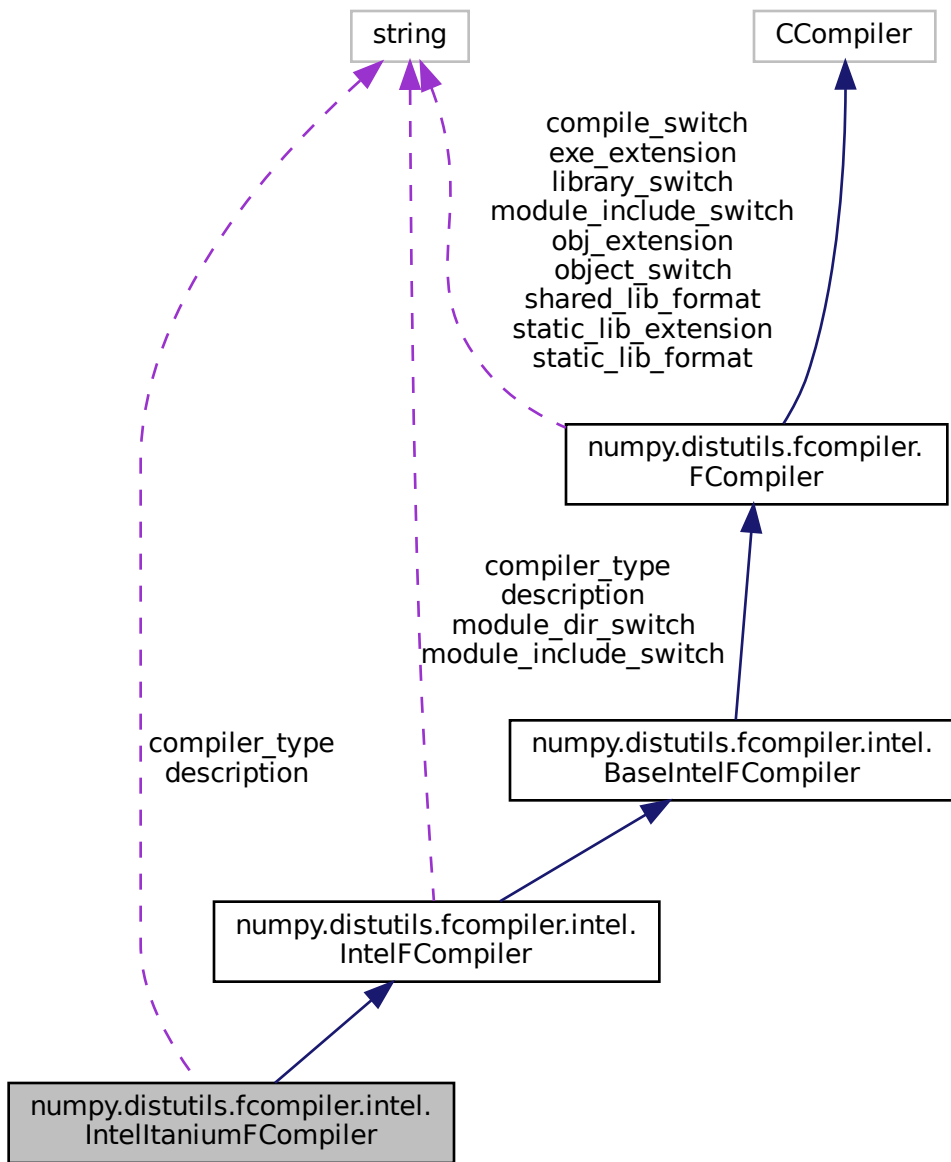 string
CCompiler
compile_switch
exe_extension
library_switch
module_include_switch
obj_extension
object_switch
shared_lib_format
static_lib_extension
static_lib_format
numpy.distutils.fcompiler.
FCompiler
compiler_type
description
module_dir_switch
module_include_switch
numpy.distutils.fcompiler.intel.
BaseIntelFCompiler
compiler_type
description
numpy.distutils.fcompiler.intel.
IntelFCompiler
numpy.distutils.fcompiler.intel.
IntelItaniumFCompiler